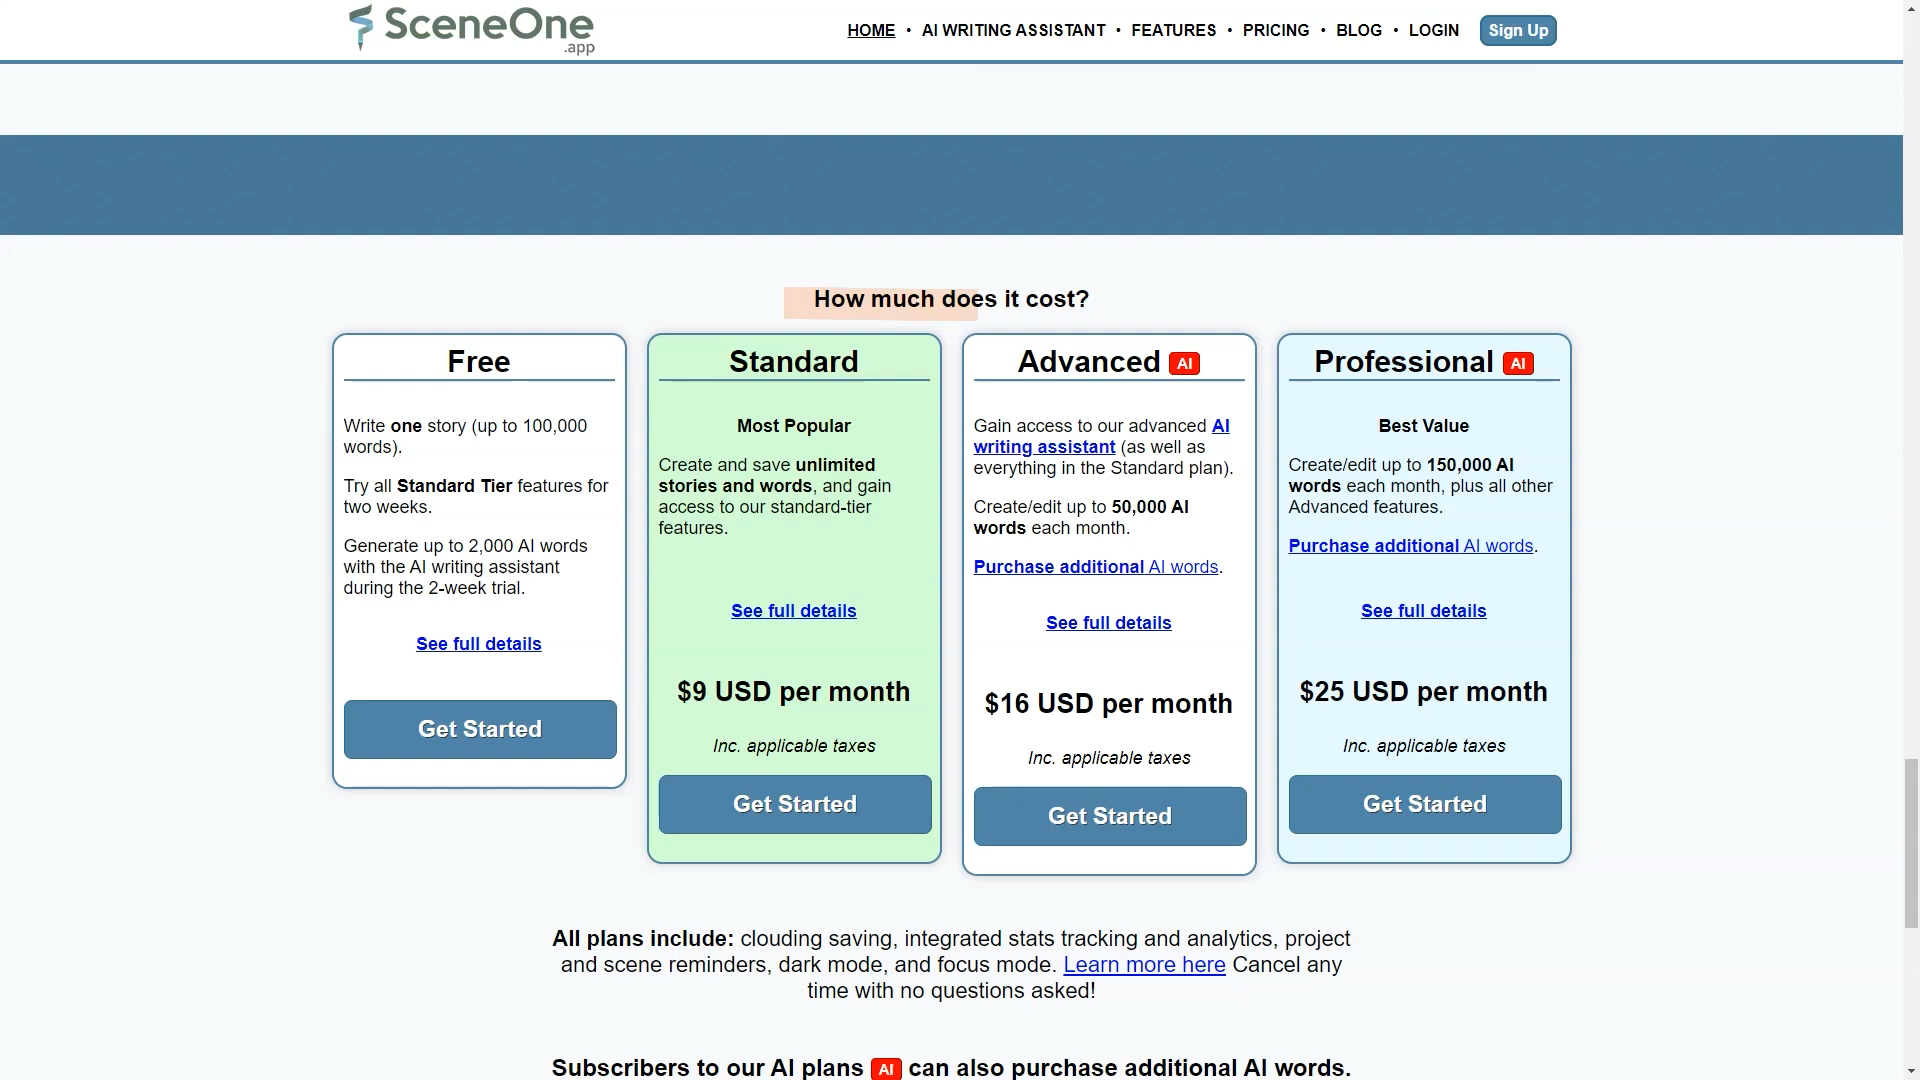 SceneOne
.app
HOME • AI WRITING ASSISTANT • FEATURES • PRICING • BLOG • LOGIN Sign Up
How much does it cost?
Free
Write one story (up to 100,000
words).
Try all Standard Tier features for
two weeks.
Generate up to 2,000 AI words
with the AI writing assistant
during the 2-week trial.
See full details
Get Started
Standard
Most Popular
Create and save unlimited
stories and words, and gain
access to our standard-tier
features.
See full details
$9 USD per month
Inc. applicable taxes
Get Started
Advanced AI
Gain access to our advanced AI
writing assistant (as well as
everything in the Standard plan).
Create/edit up to 50,000 AI
words each month.
Purchase additional AI words.
See full details
$16 USD per month
Inc. applicable taxes
Get Started
Professional AI
Best Value
Create/edit up to 150,000 AI
words each month, plus all other
Advanced features.
Purchase additional AI words.
See full details
$25 USD per month
Inc. applicable taxes
Get Started
All plans include: clouding saving, integrated stats tracking and analytics, project
and scene reminders, dark mode, and focus mode. Learn more here Cancel any
time with no questions asked!
Subscribers to our AI plans AI can also purchase additional AI words.